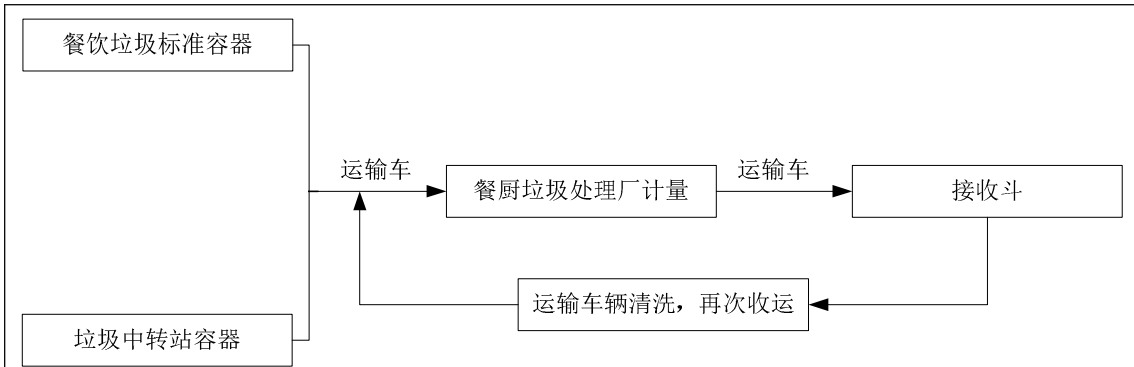 餐饮垃圾标准容器
运输车
运输车
餐厨垃圾处理厂计量
接收斗
运输车辆清洗，再次收运
垃圾中转站容器